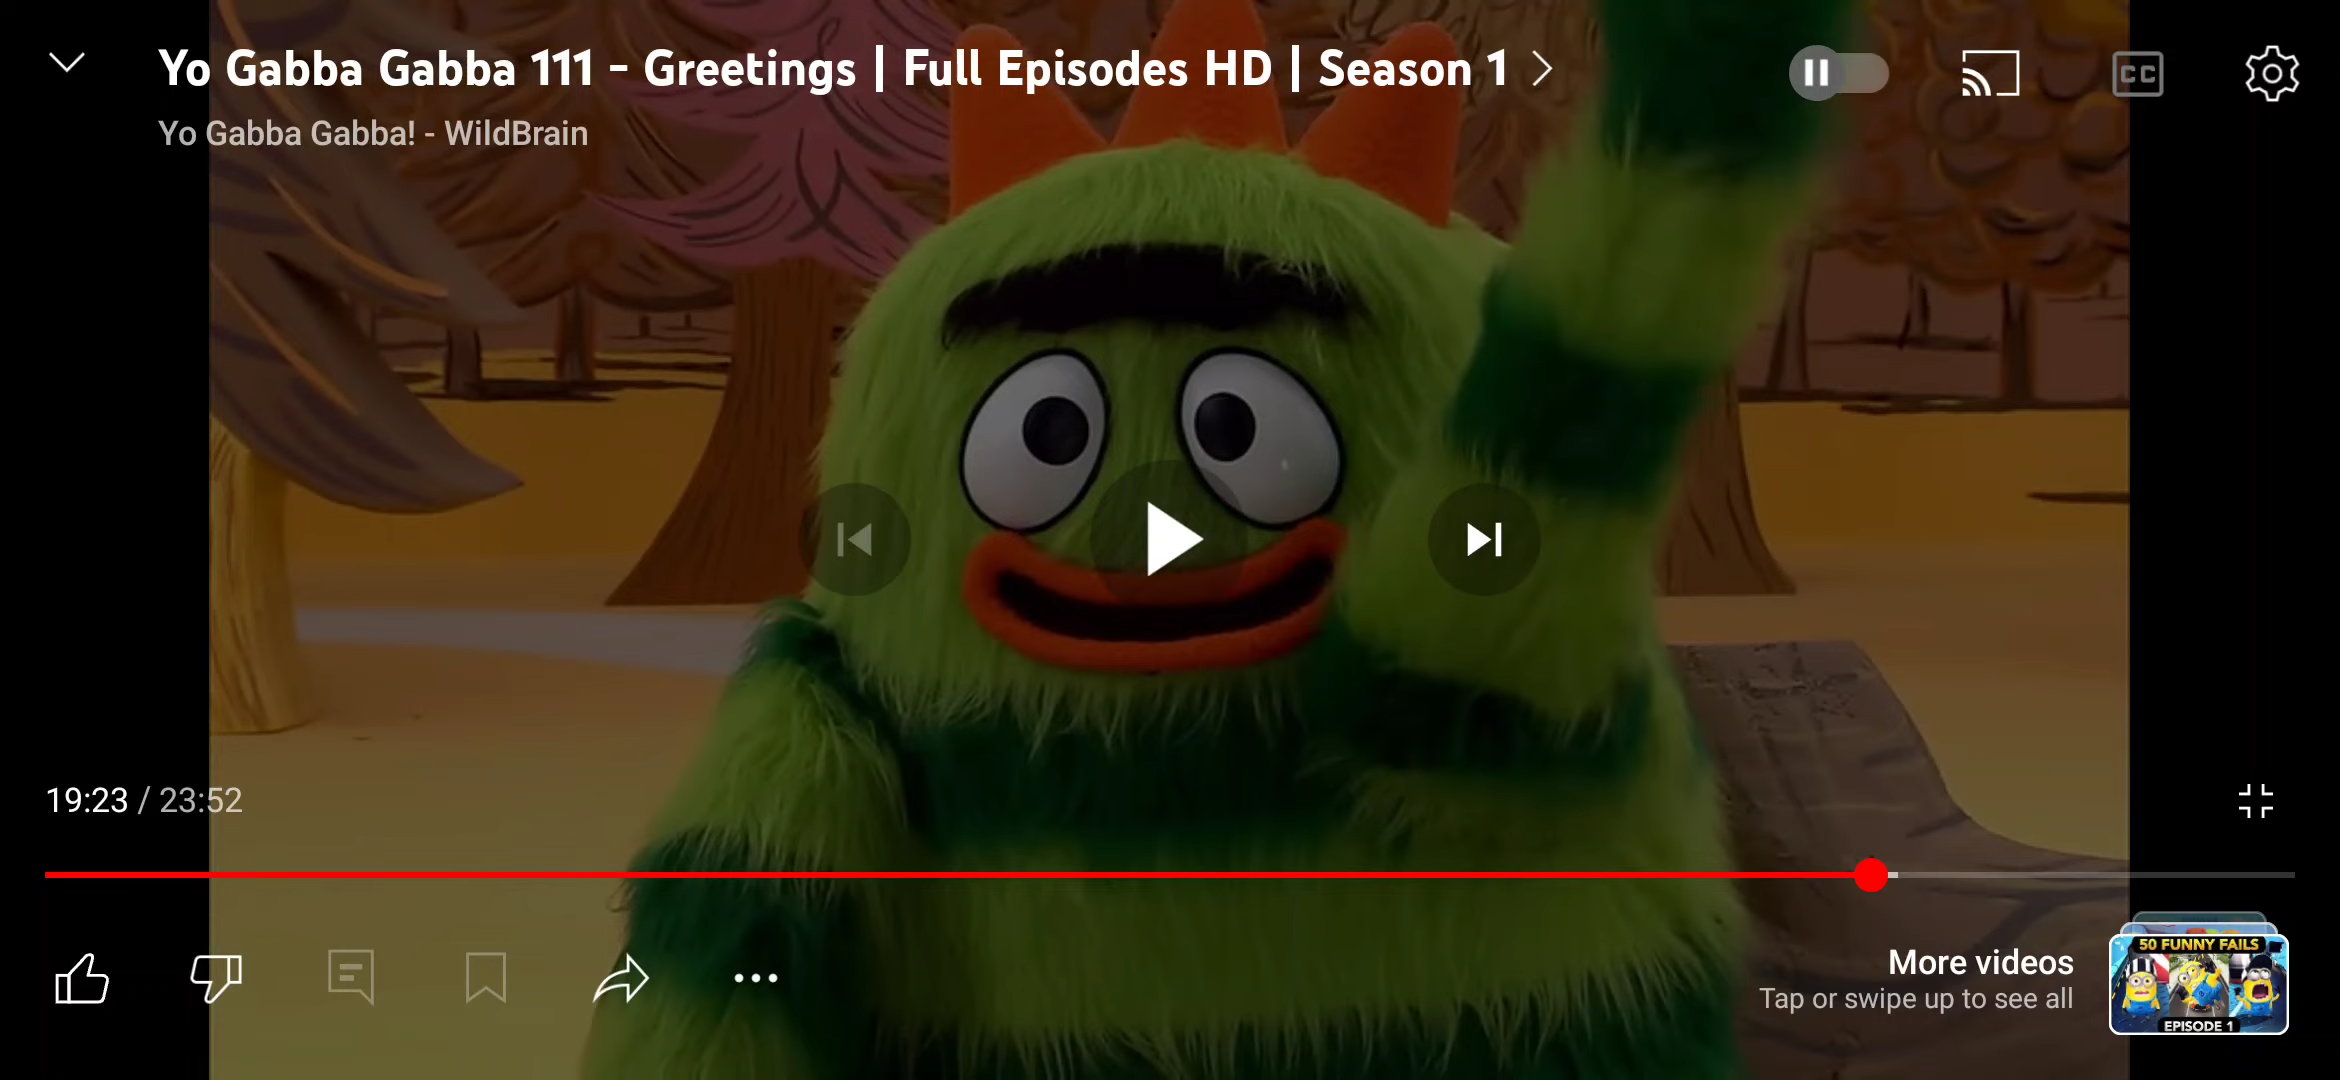 Yo Gabba Gabba 111 - Greetings | Full Episodes HD | Season 1
Yo Gabba Gabba! - WildBrain
CC
19:23 / 23:52
More videos
Tap or swipe up to see all
50 FUNNY FAILS
EPISODE 1